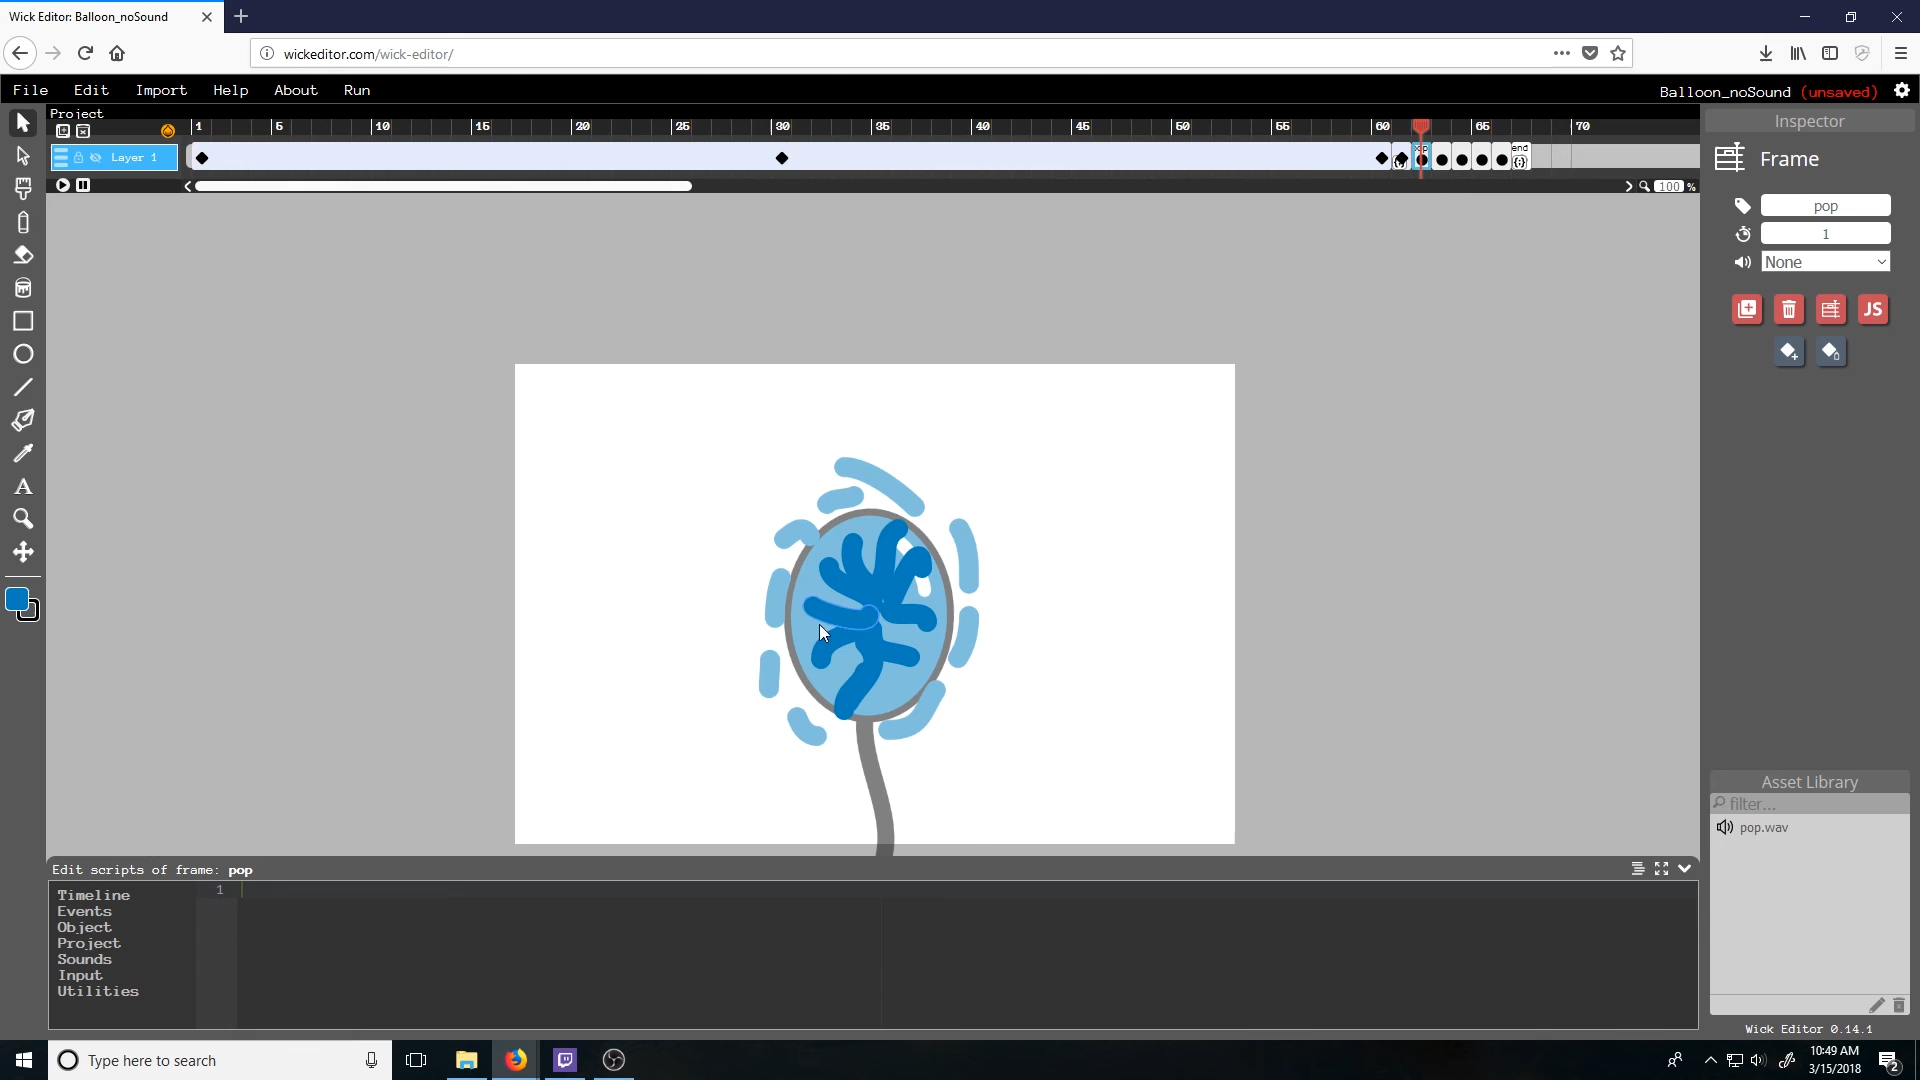 Wick Editor: Balloon_noSound
wickeditor.com/wick-editor/
File Edit Import Help About Run
Balloon_noSound (unsaved)
Project
1 5 10 15 20 25 30 35 40 45 50 55 60 65 70
Layer 1
pop
end
100 %
Inspector
Frame
pop
1
None
JS
A
Asset Library
filter...
pop.wav
Edit scripts of frame: pop
1
Timeline
Events
Object
Project
Sounds
Input
Utilities
Wick Editor 0.14.1
Type here to search
10:49 AM
3/15/2018
2